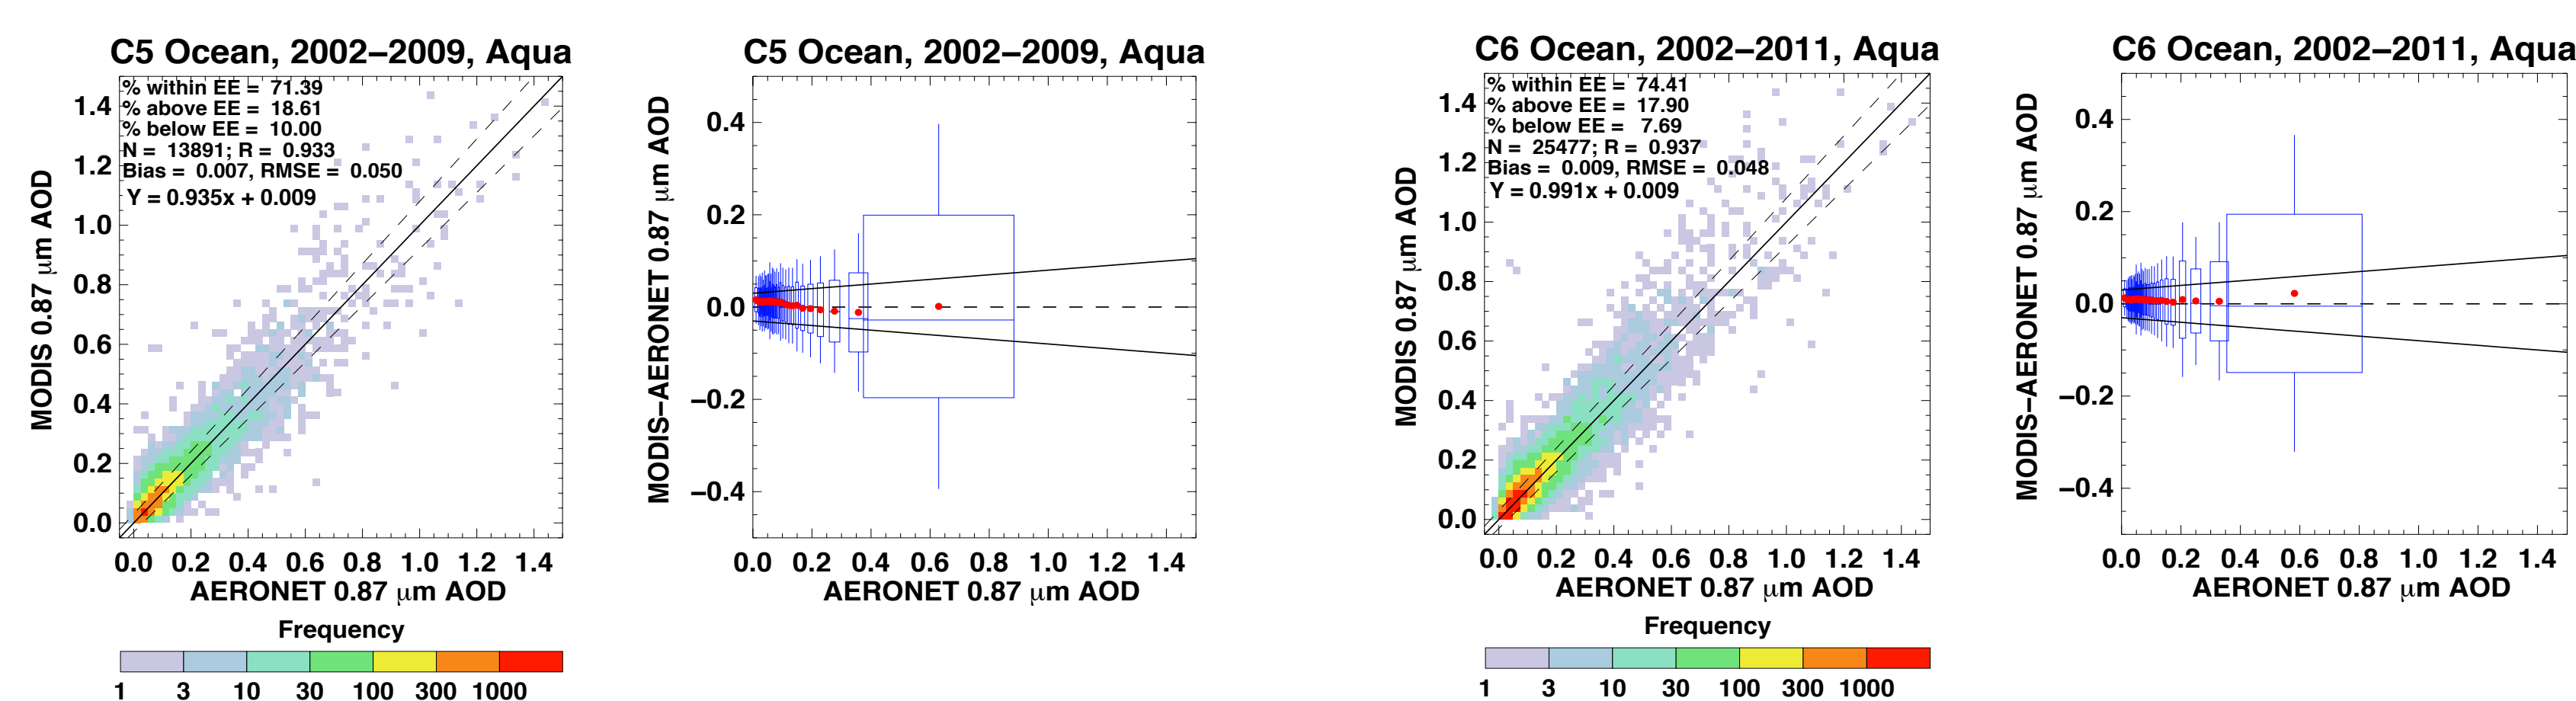 C5 Ocean, 2002–2009, Aqua
% within EE = 71.39
% above EE = 18.61
% below EE = 10.00
N = 13891; R = 0.933
Bias = 0.007, RMSE = 0.050
Y = 0.935x + 0.009
MODIS 0.87 μm AOD
1.4
1.2
1.0
0.8
0.6
0.4
0.2
0.0
0.0 0.2 0.4 0.6 0.8 1.0 1.2 1.4
AERONET 0.87 μm AOD
Frequency
1 3 10 30 100 300 1000
C5 Ocean, 2002–2009, Aqua
MODIS–AERONET 0.87 μm AOD
0.4
0.2
0.0
−0.2
−0.4
0.0 0.2 0.4 0.6 0.8 1.0 1.2 1.4
AERONET 0.87 μm AOD
C6 Ocean, 2002–2011, Aqua
% within EE = 74.41
% above EE = 17.90
% below EE = 7.69
N = 25477; R = 0.937
Bias = 0.009, RMSE = 0.048
Y = 0.991x + 0.009
MODIS 0.87 μm AOD
1.4
1.2
1.0
0.8
0.6
0.4
0.2
0.0
0.0 0.2 0.4 0.6 0.8 1.0 1.2 1.4
AERONET 0.87 μm AOD
Frequency
1 3 10 30 100 300 1000
C6 Ocean, 2002–2011, Aqua
MODIS–AERONET 0.87 μm AOD
0.4
0.2
0.0
−0.2
−0.4
0.0 0.2 0.4 0.6 0.8 1.0 1.2 1.4
AERONET 0.87 μm AOD